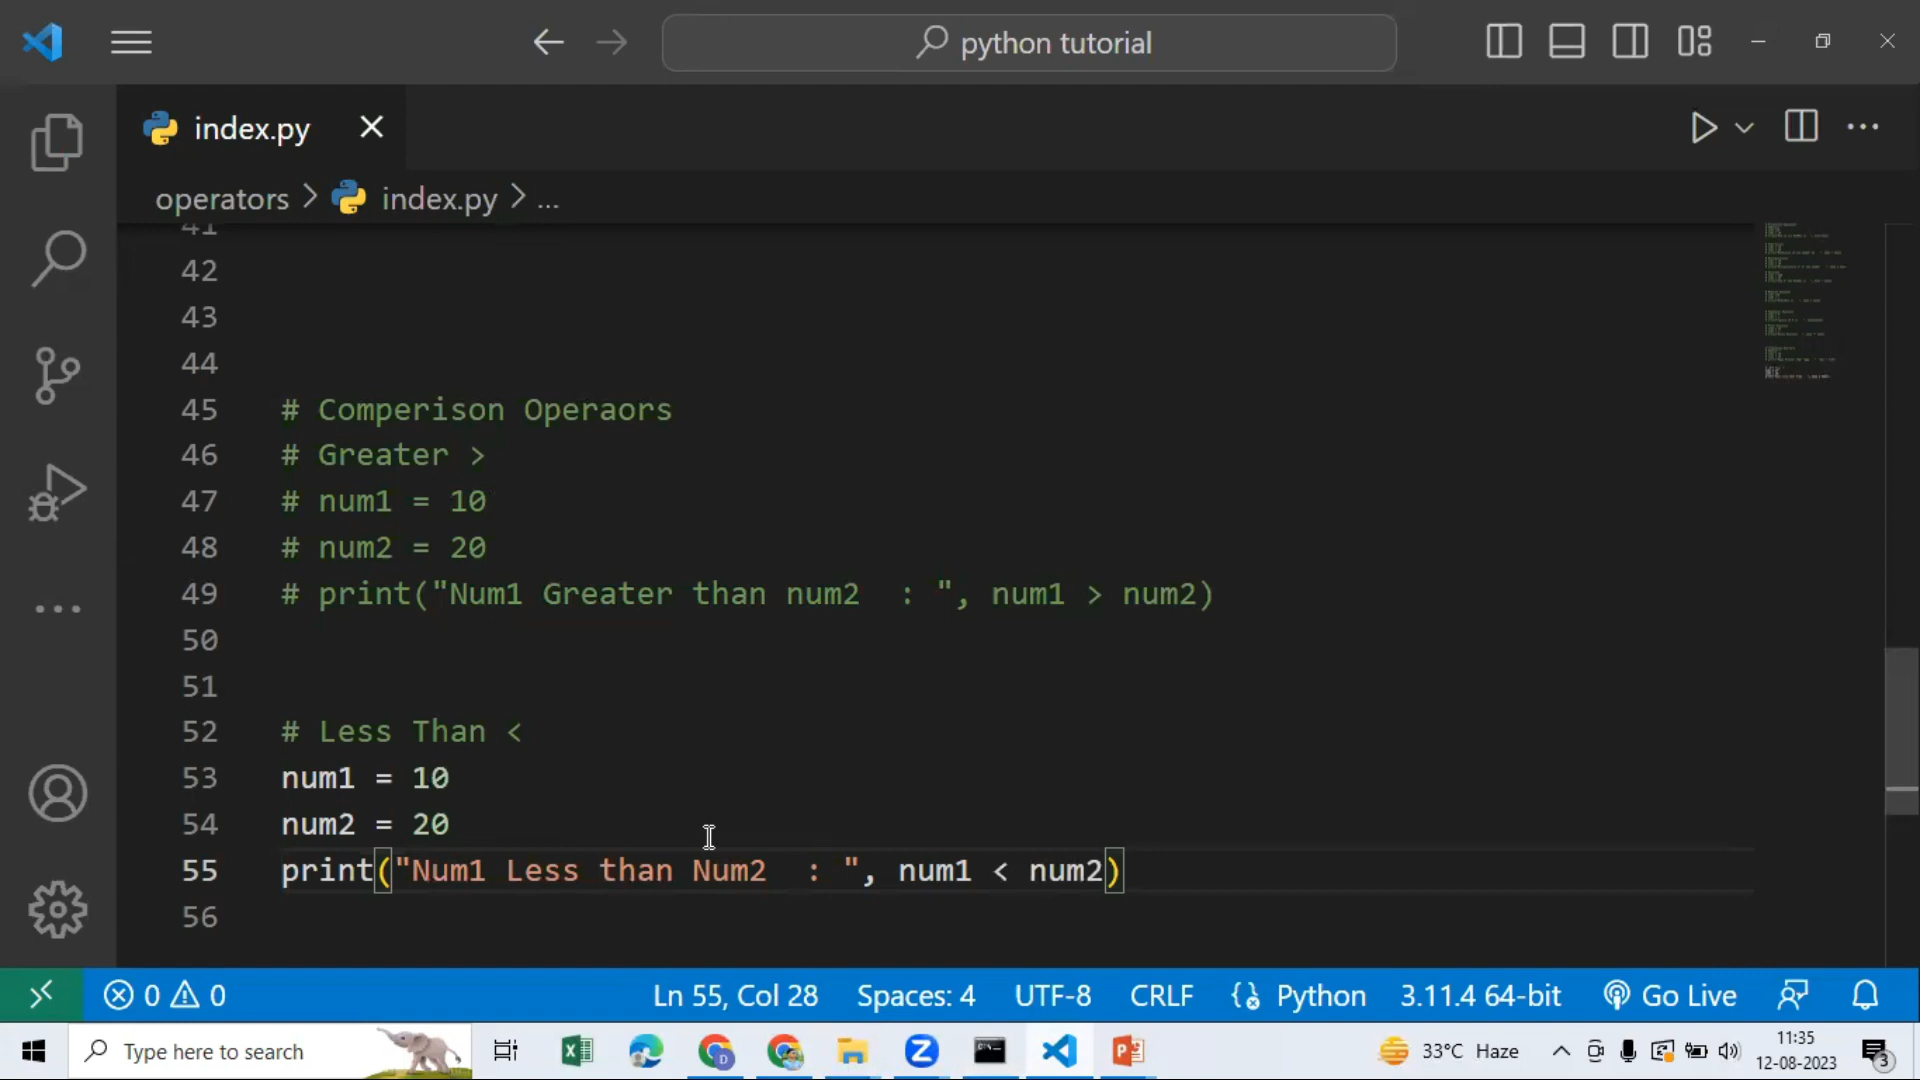 python tutorial
index.py
operators > index.py > ...
41
42
43
44
45 # Comperison Operaors
46 # Greater >
47 # num1 = 10
48 # num2 = 20
49 # print("Num1 Greater than num2  : ", num1 > num2)
50
51
52 # Less Than <
53 num1 = 10
54 num2 = 20
55 print("Num1 Less than Num2  : ", num1 < num2)
56
0 0 Ln 55, Col 28 Spaces: 4 UTF-8 CRLF Python 3.11.4 64-bit Go Live
Type here to search 33°C Haze 11:35
12-08-2023 3